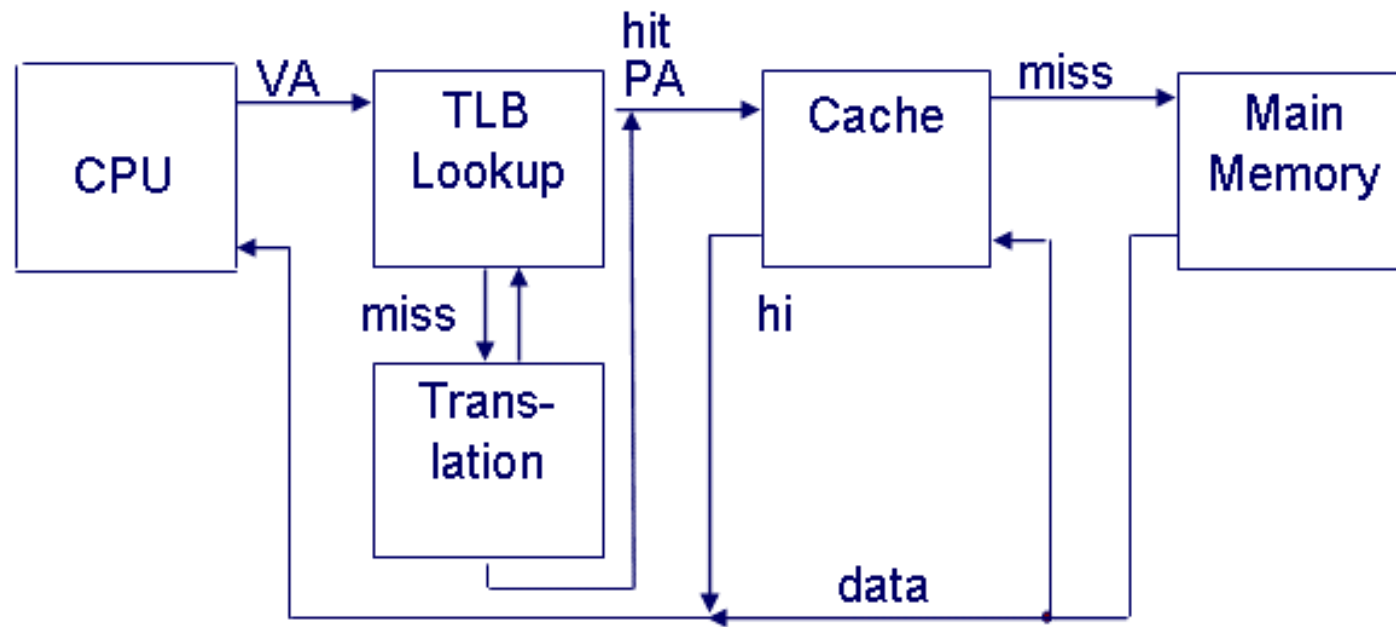 hit
VA
PA
miss
CPU
TLB
Lookup
Cache
Main
Memory
miss
hi
Trans-
lation
data